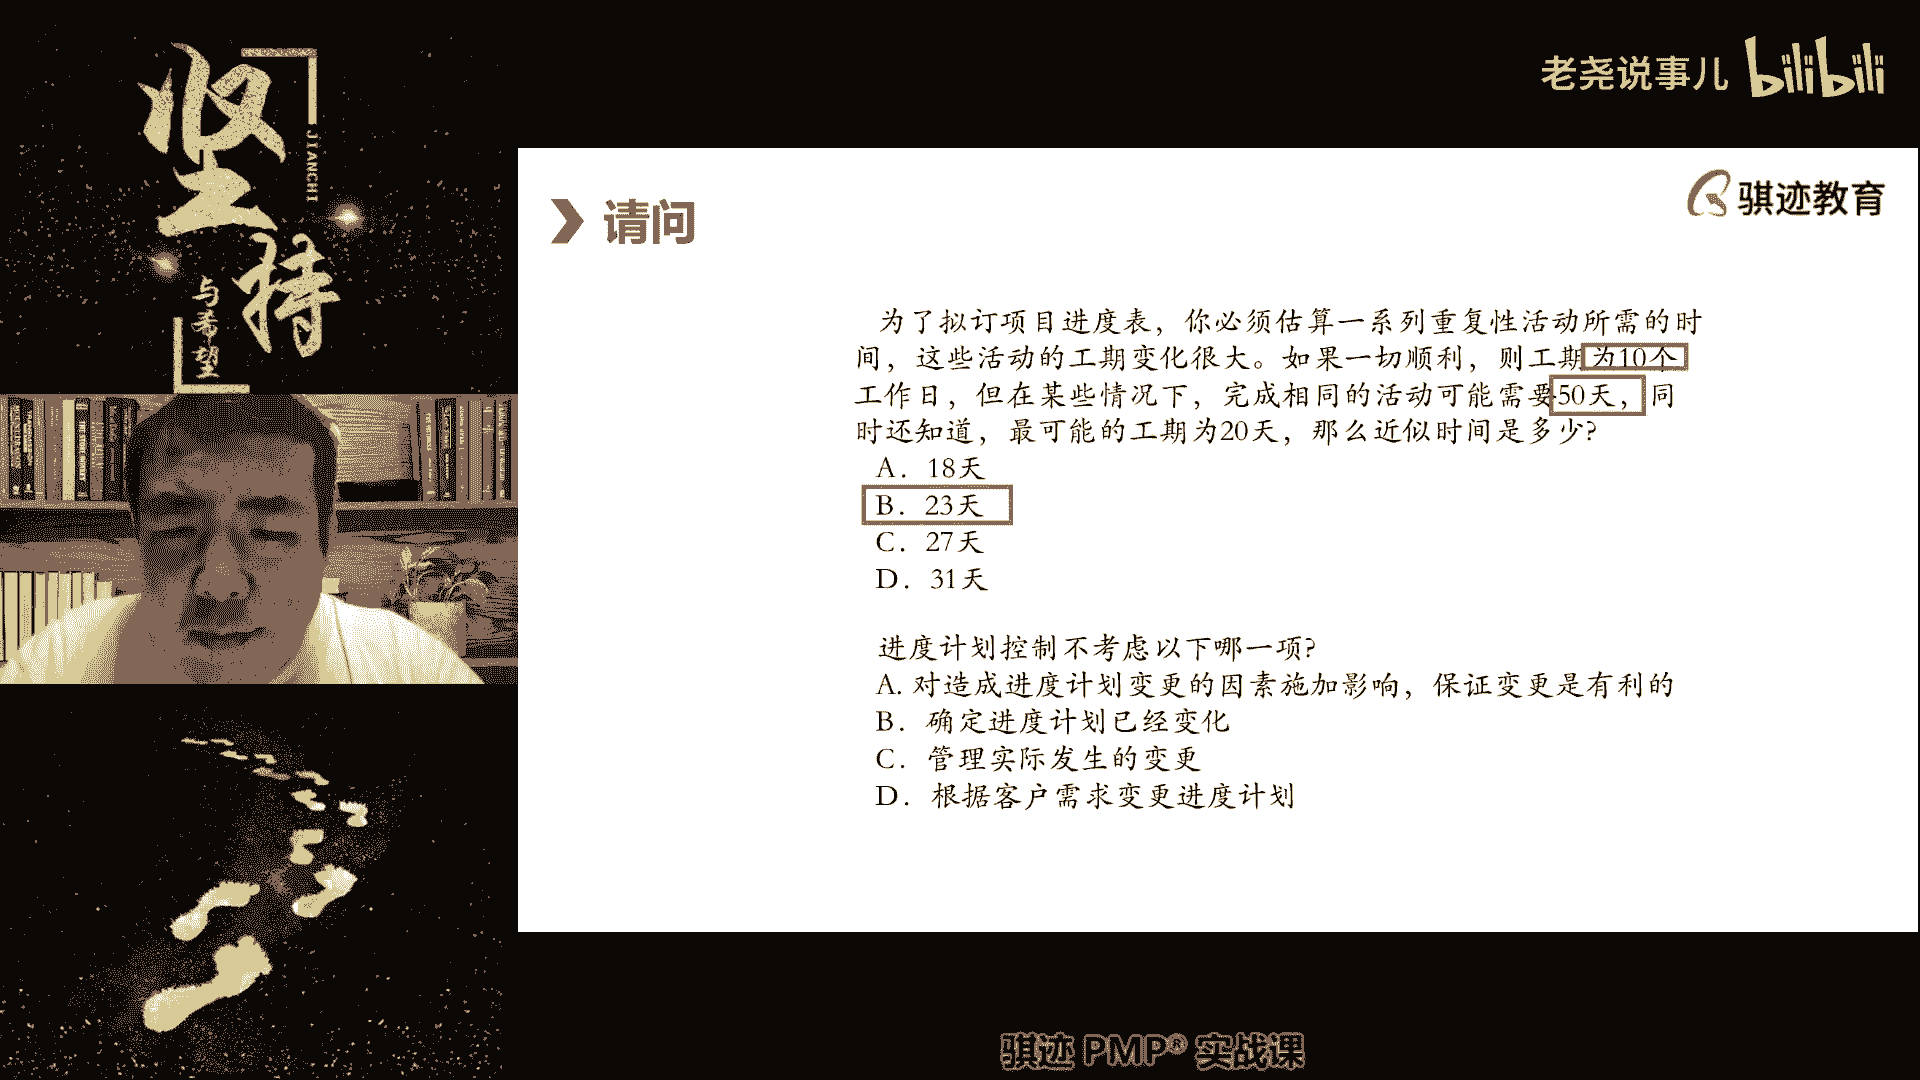 坚持
JIANCHI
与希望
老尧说事儿 bilibili
骐迹教育
请问
为了拟订项目进度表，你必须估算一系列重复性活动所需的时
间，这些活动的工期变化很大。如果一切顺利，则工期为10个
工作日，但在某些情况下，完成相同的活动可能需要50天，同
时还知道，最可能的工期为20天，那么近似时间是多少?
A．18天
B．23天
C．27天
D．31天
进度计划控制不考虑以下哪一项?
A. 对造成进度计划变更的因素施加影响，保证变更是有利的
B．确定进度计划已经变化
C．管理实际发生的变更
D．根据客户需求变更进度计划
骐迹 PMP® 实战课